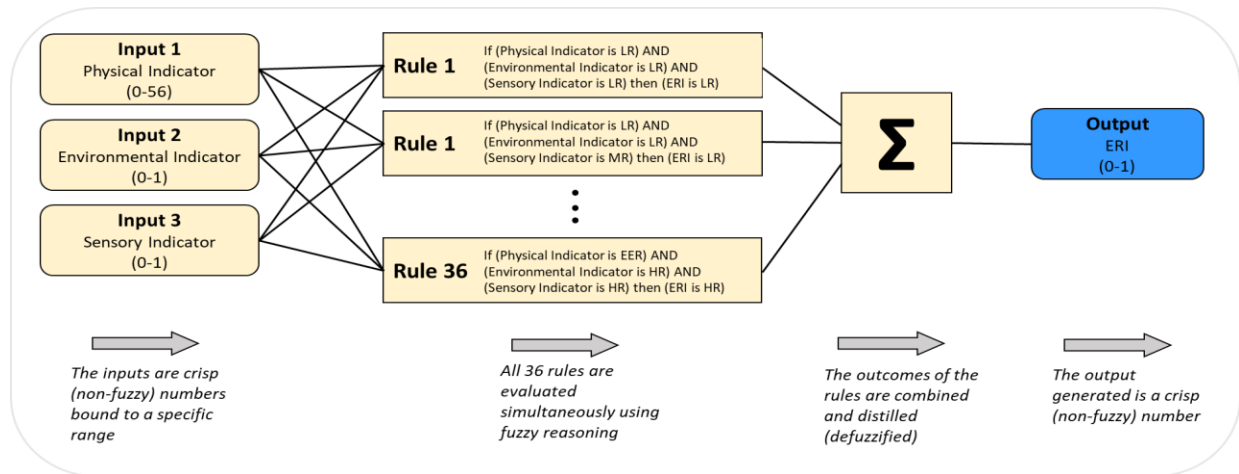 Input 1
Physical Indicator
(0-56)
Input 2
Environmental Indicator
(0-1)
Input 3
Sensory Indicator
(0-1)
Rule 1
If (Physical Indicator is LR) AND
(Environmental Indicator is LR) AND
(Sensory Indicator is LR) then (ERI is LR)
Rule 1
If (Physical Indicator is LR) AND
(Environmental Indicator is LR) AND
(Sensory Indicator is MR) then (ERI is LR)
Rule 36
If (Physical Indicator is EER) AND
(Environmental Indicator is HR) AND
(Sensory Indicator is HR) then (ERI is HR)
Σ
Output
ERI
(0-1)
The inputs are crisp
(non-fuzzy) numbers
bound to a specific
range
All 36 rules are
evaluated
simultaneously using
fuzzy reasoning
The outcomes of the
rules are combined
and distilled
(defuzzified)
The output
generated is a crisp
(non-fuzzy) number